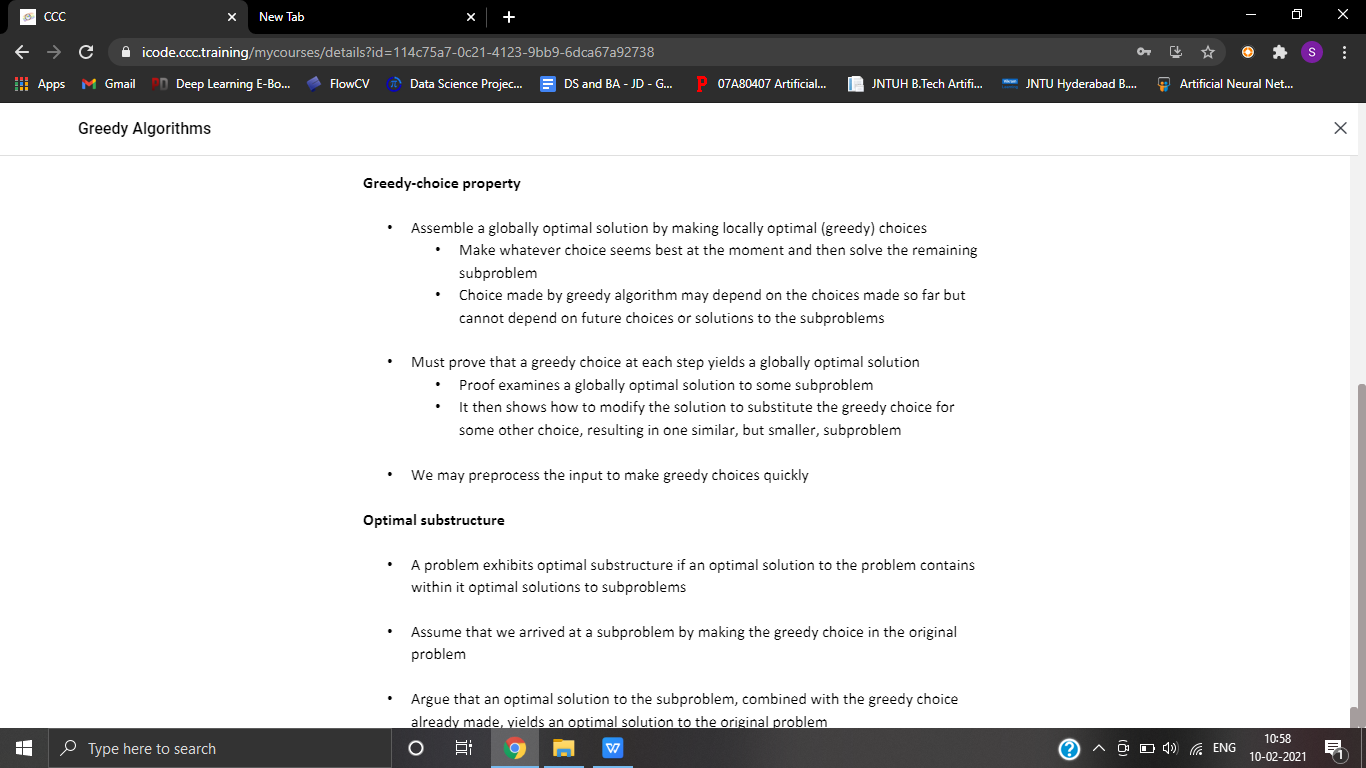 CCC
New Tab
icode.ccc.training/mycourses/details?id=114c75a7-0c21-4123-9bb9-6dca67a92738
S
Apps
Gmail
Deep Learning E-Bo...
FlowCV
Data Science Projec...
DS and BA - JD - G...
07A80407 Artificial...
JNTUH B.Tech Artifi...
JNTU Hyderabad B....
Artificial Neural Net...
Greedy Algorithms
Greedy-choice property
• Assemble a globally optimal solution by making locally optimal (greedy) choices
• Make whatever choice seems best at the moment and then solve the remaining
subproblem
• Choice made by greedy algorithm may depend on the choices made so far but
cannot depend on future choices or solutions to the subproblems
• Must prove that a greedy choice at each step yields a globally optimal solution
• Proof examines a globally optimal solution to some subproblem
• It then shows how to modify the solution to substitute the greedy choice for
some other choice, resulting in one similar, but smaller, subproblem
• We may preprocess the input to make greedy choices quickly
Optimal substructure
• A problem exhibits optimal substructure if an optimal solution to the problem contains
within it optimal solutions to subproblems
• Assume that we arrived at a subproblem by making the greedy choice in the original
problem
• Argue that an optimal solution to the subproblem, combined with the greedy choice
already made, yields an optimal solution to the original problem
Type here to search
ENG
10:58
10-02-2021
1